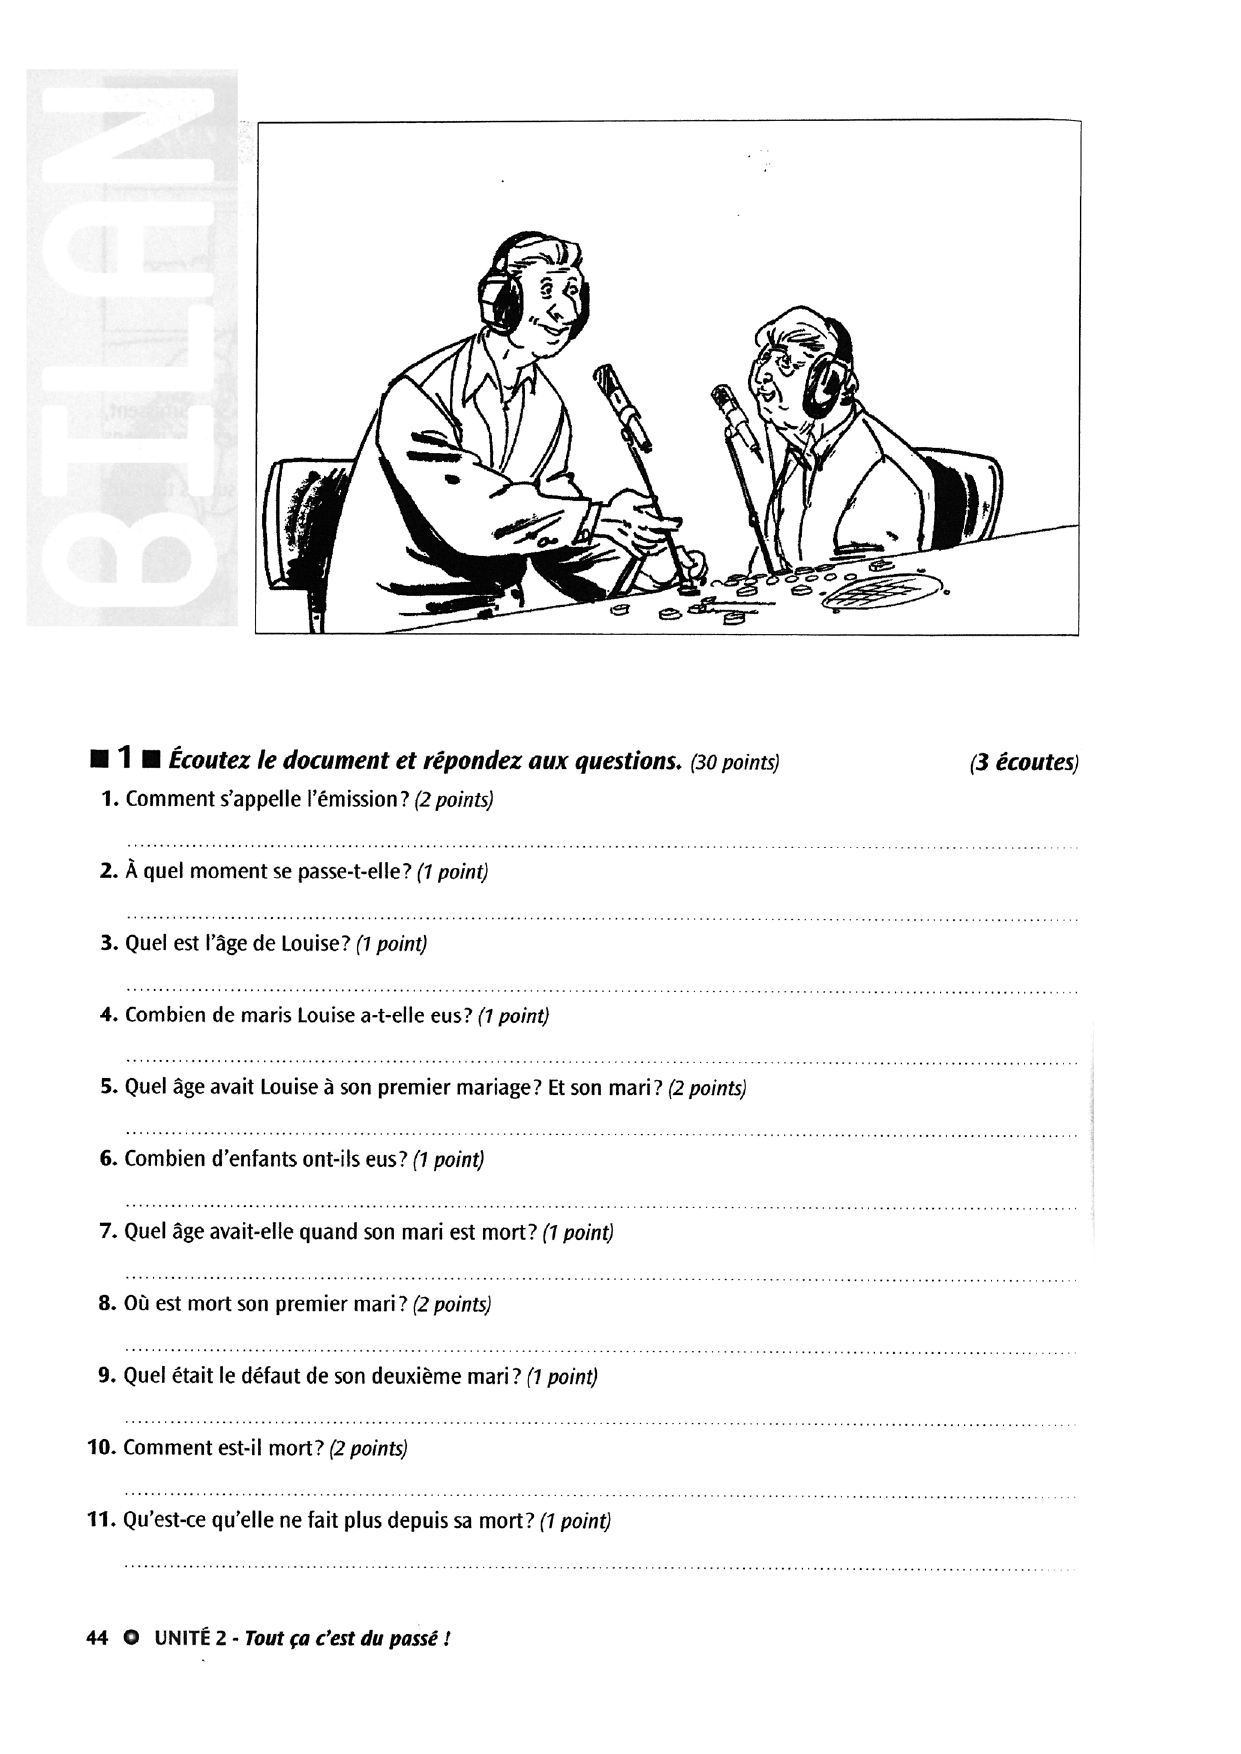 BILAN
■ 1 ■ Écoutez le document et répondez aux questions. (30 points) (3 écoutes)
1. Comment s'appelle l'émission ? (2 points)
2. À quel moment se passe-t-elle ? (1 point)
3. Quel est l'âge de Louise ? (1 point)
4. Combien de maris Louise a-t-elle eus ? (1 point)
5. Quel âge avait Louise à son premier mariage ? Et son mari ? (2 points)
6. Combien d'enfants ont-ils eus ? (1 point)
7. Quel âge avait-elle quand son mari est mort ? (1 point)
8. Où est mort son premier mari ? (2 points)
9. Quel était le défaut de son deuxième mari ? (1 point)
10. Comment est-il mort ? (2 points)
11. Qu'est-ce qu'elle ne fait plus depuis sa mort ? (1 point)
44 ● UNITÉ 2 - Tout ça c'est du passé !